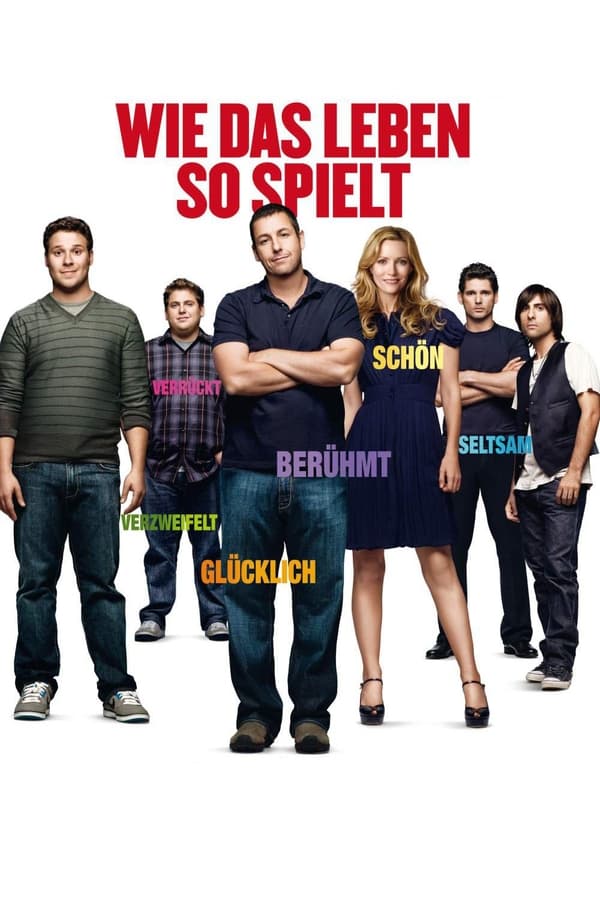 WIE DAS LEBEN
SO SPIELT
SCHÖN
VERRÜCKT
SELTSAM
BERÜHMT
VERZWEIFELT
GLÜCKLICH